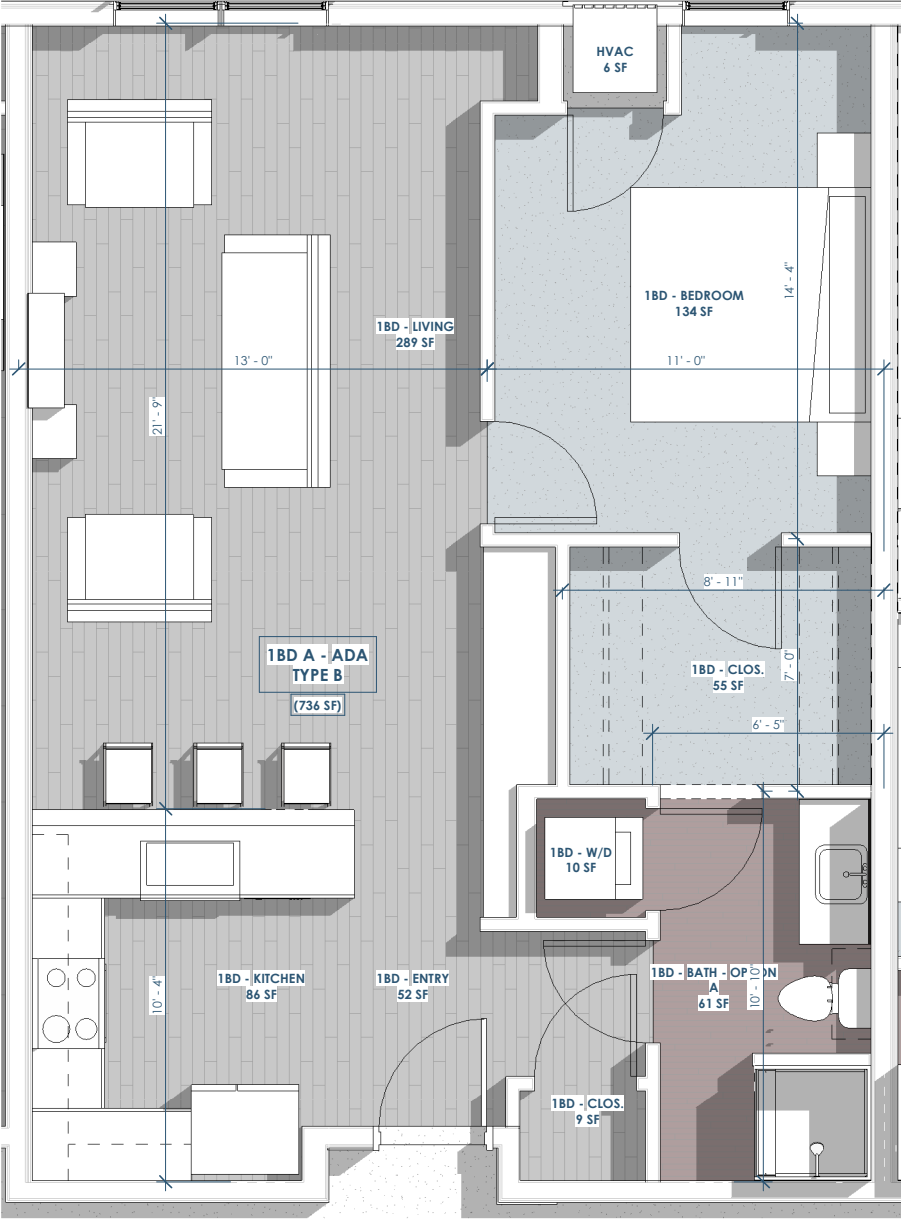 HVAC
6 SF
1BD - BEDROOM
134 SF
14' - 4"
1BD - LIVING
289 SF
13' - 0"
11' - 0"
21' - 9"
8' - 11"
1BD A - ADA
TYPE B
(736 SF)
1BD - CLOS.
55 SF
7' - 0"
6' - 5"
1BD - W/D
10 SF
1BD - KITCHEN
86 SF
1BD - ENTRY
52 SF
10' - 4"
1BD - BATH - OP ON
A
61 SF
10' - 10"
1BD - CLOS.
9 SF